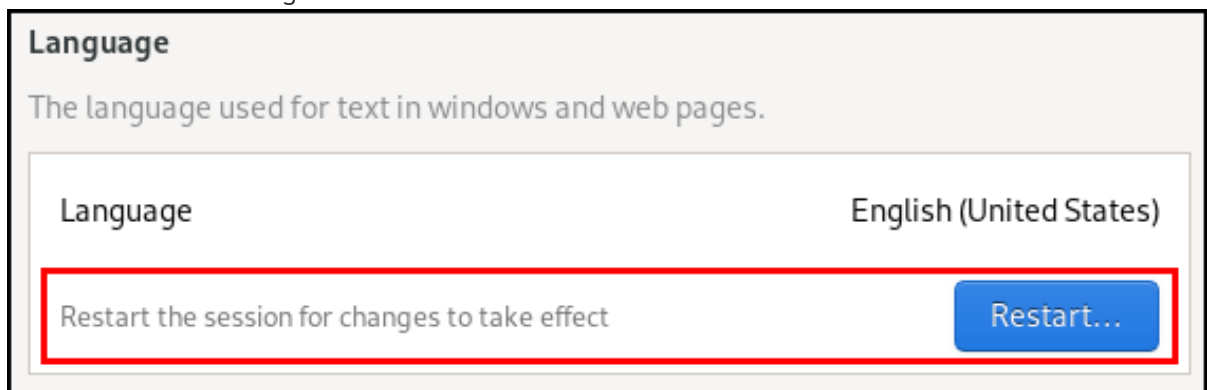 Language
The language used for text in windows and web pages.
Language English (United States)
Restart the session for changes to take effect Restart...